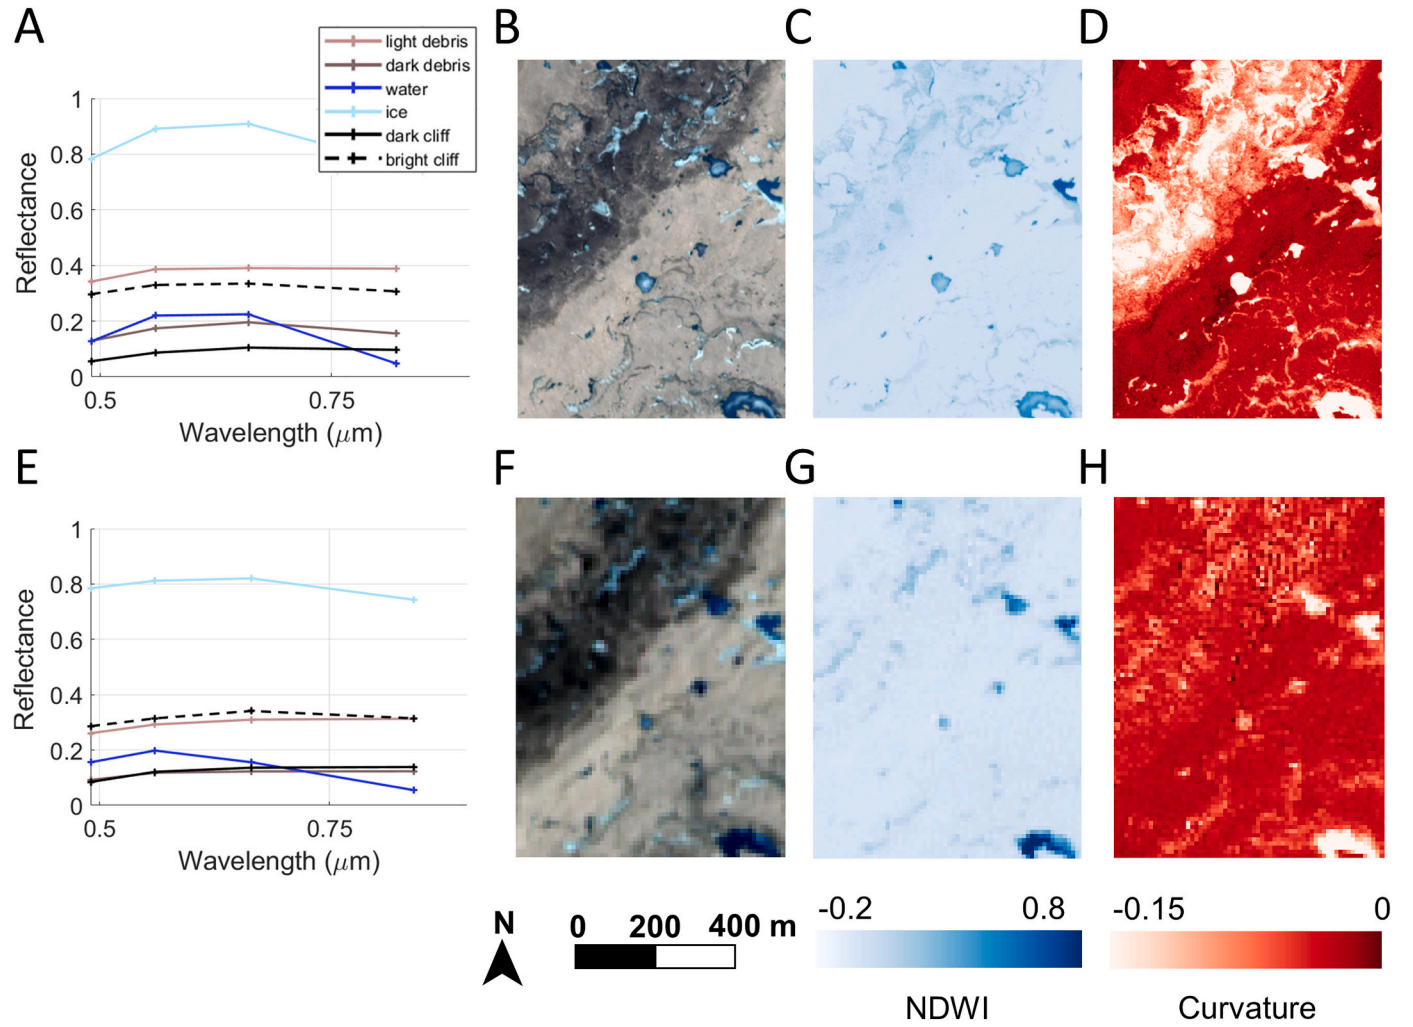 A
B
C
D
light debris
dark debris
water
ice
dark cliff
bright cliff
1
0.8
0.6
0.4
0.2
0
0.5
0.75
Reflectance
Wavelength (μm)
E
F
G
H
1
0.8
0.6
0.4
0.2
0
0.5
0.75
Reflectance
Wavelength (μm)
N
0 200 400 m
-0.2 0.8
NDWI
-0.15 0
Curvature